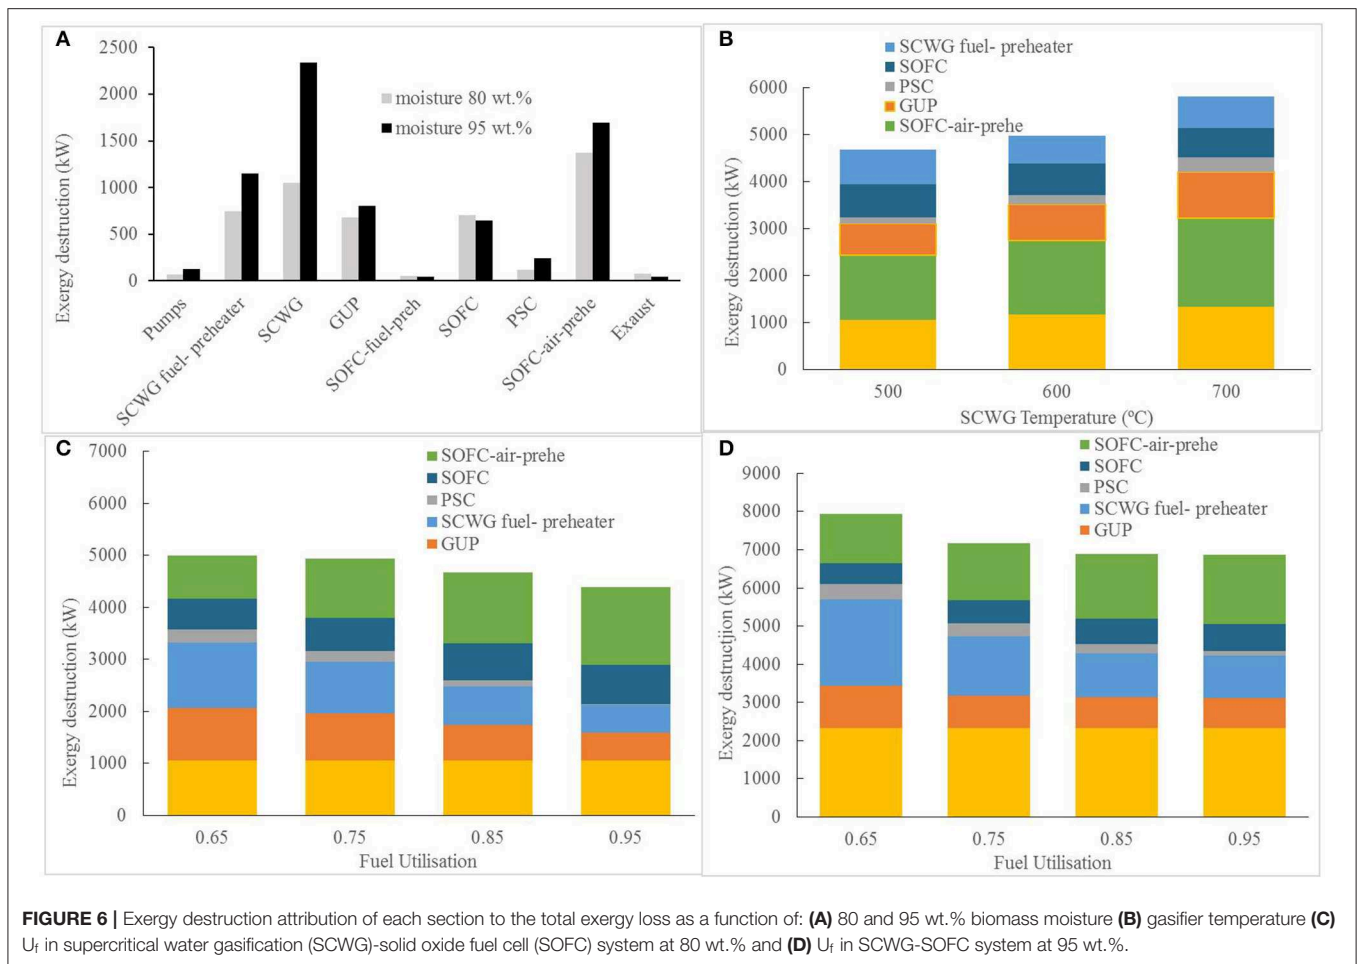 A
Exergy destruction (kW)
2500
2000
1500
1000
500
0
moisture 80 wt.%
moisture 95 wt.%
Pumps
SCWG fuel- preheater
SCWG
GUP
SOFC-fuel-preh
SOFC
PSC
SOFC-air-prehe
Exaust
B
SCWG fuel- preheater
SOFC
PSC
GUP
SOFC-air-prehe
Exergy destruction (kW)
6000
5000
4000
3000
2000
1000
0
500 600 700
SCWG Temperature (ºC)
C
SOFC-air-prehe
SOFC
PSC
SCWG fuel- preheater
GUP
Exergy destruction (kW)
7000
6000
5000
4000
3000
2000
1000
0
0.65 0.75 0.85 0.95
Fuel Utilisation
D
SOFC-air-prehe
SOFC
PSC
SCWG fuel- preheater
GUP
Exergy destructjion (kW)
9000
8000
7000
6000
5000
4000
3000
2000
1000
0
0.65 0.75 0.85 0.95
Fuel Utilisation
FIGURE 6 | Exergy destruction attribution of each section to the total exergy loss as a function of: (A) 80 and 95 wt.% biomass moisture (B) gasifier temperature (C)
Uf in supercritical water gasification (SCWG)-solid oxide fuel cell (SOFC) system at 80 wt.% and (D) Uf in SCWG-SOFC system at 95 wt.%.